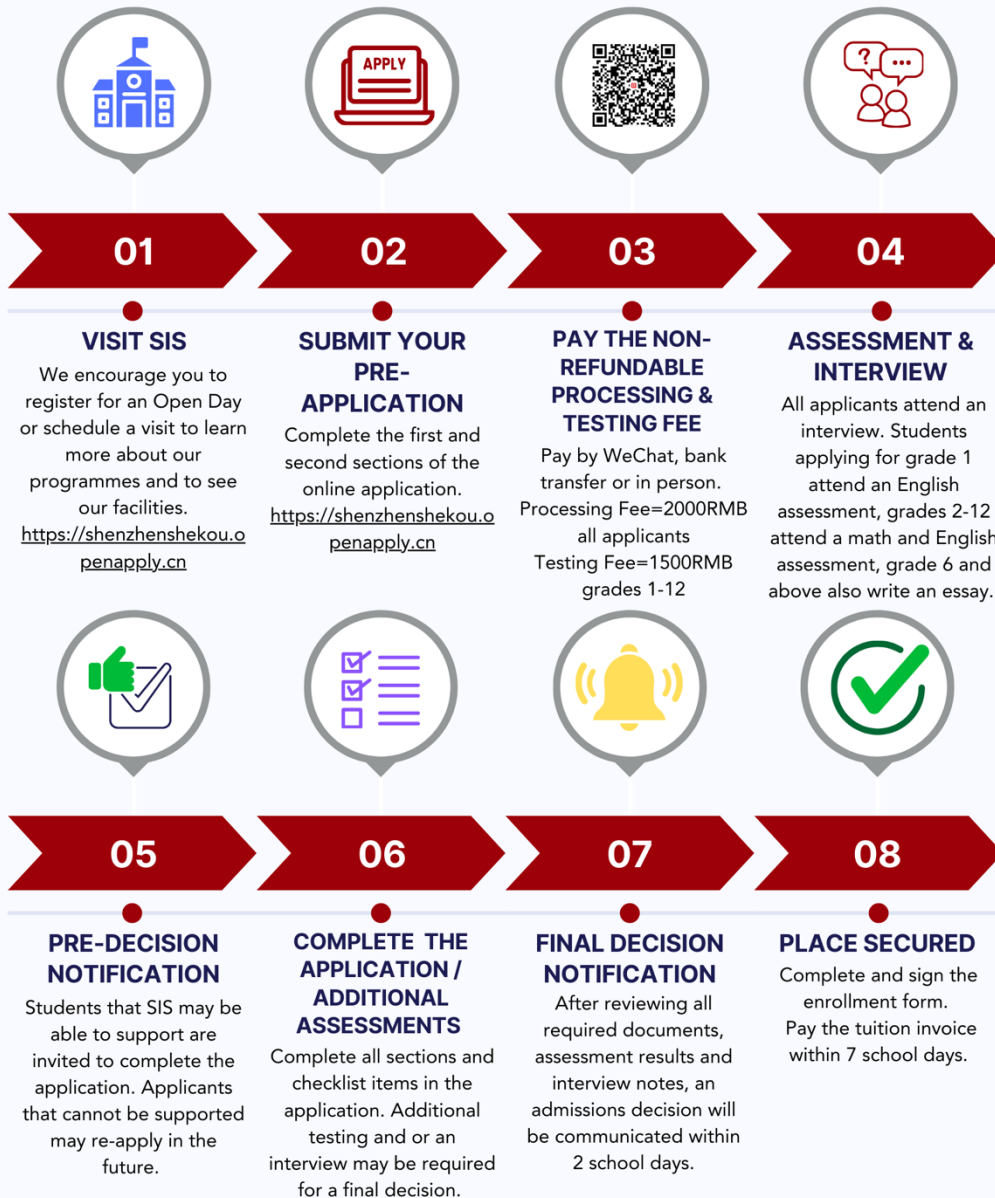 APPLY
?
...
01
VISIT SIS
We encourage you to
register for an Open Day
or schedule a visit to learn
more about our
programmes and to see
our facilities.
https://shenzhenshekou.o
penapply.cn
02
SUBMIT YOUR
PRE-
APPLICATION
Complete the first and
second sections of the
online application.
https://shenzhenshekou.o
penapply.cn
03
PAY THE NON-
REFUNDABLE
PROCESSING &
TESTING FEE
Pay by WeChat, bank
transfer or in person.
Processing Fee=2000RMB
all applicants
Testing Fee=1500RMB
grades 1-12
04
ASSESSMENT &
INTERVIEW
All applicants attend an
interview. Students
applying for grade 1
attend an English
assessment, grades 2-12
attend a math and English
assessment, grade 6 and
above also write an essay.
05
PRE-DECISION
NOTIFICATION
Students that SIS may be
able to support are
invited to complete the
application. Applicants
that cannot be supported
may re-apply in the
future.
06
COMPLETE THE
APPLICATION /
ADDITIONAL
ASSESSMENTS
Complete all sections and
checklist items in the
application. Additional
testing and or an
interview may be required
for a final decision.
07
FINAL DECISION
NOTIFICATION
After reviewing all
required documents,
assessment results and
interview notes, an
admissions decision will
be communicated within
2 school days.
08
PLACE SECURED
Complete and sign the
enrollment form.
Pay the tuition invoice
within 7 school days.